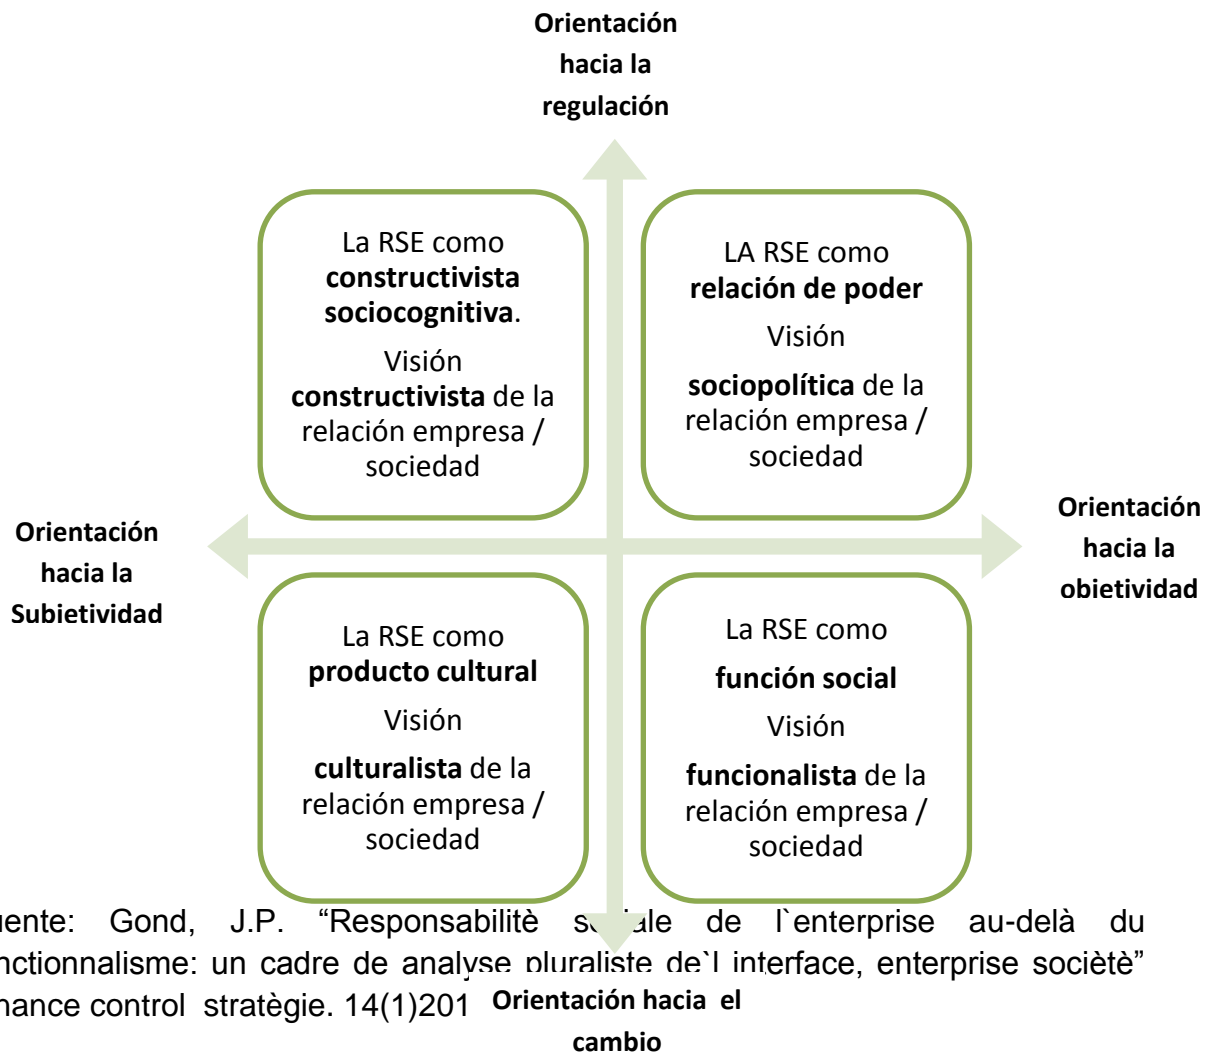 Orientación
hacia la
regulación
La RSE como
constructivista
sociocognitiva.
Visión
constructivista de la
relación empresa /
sociedad
LA RSE como
relación de poder
Visión
sociopolítica de la
relación empresa /
sociedad
Orientación
hacia la
Subjetividad
Orientación
hacia la
objetividad
La RSE como
producto cultural
Visión
culturalista de la
relación empresa /
sociedad
La RSE como
función social
Visión
funcionalista de la
relación empresa /
sociedad
uente: Gond, J.P. “Responsabilitè sociale de l`enterprise au-delà du
nctionnalisme: un cadre de analyse pluraliste de`l interface, enterprise sociètè”
nance control stratègie. 14(1)201
Orientación hacia el
cambio